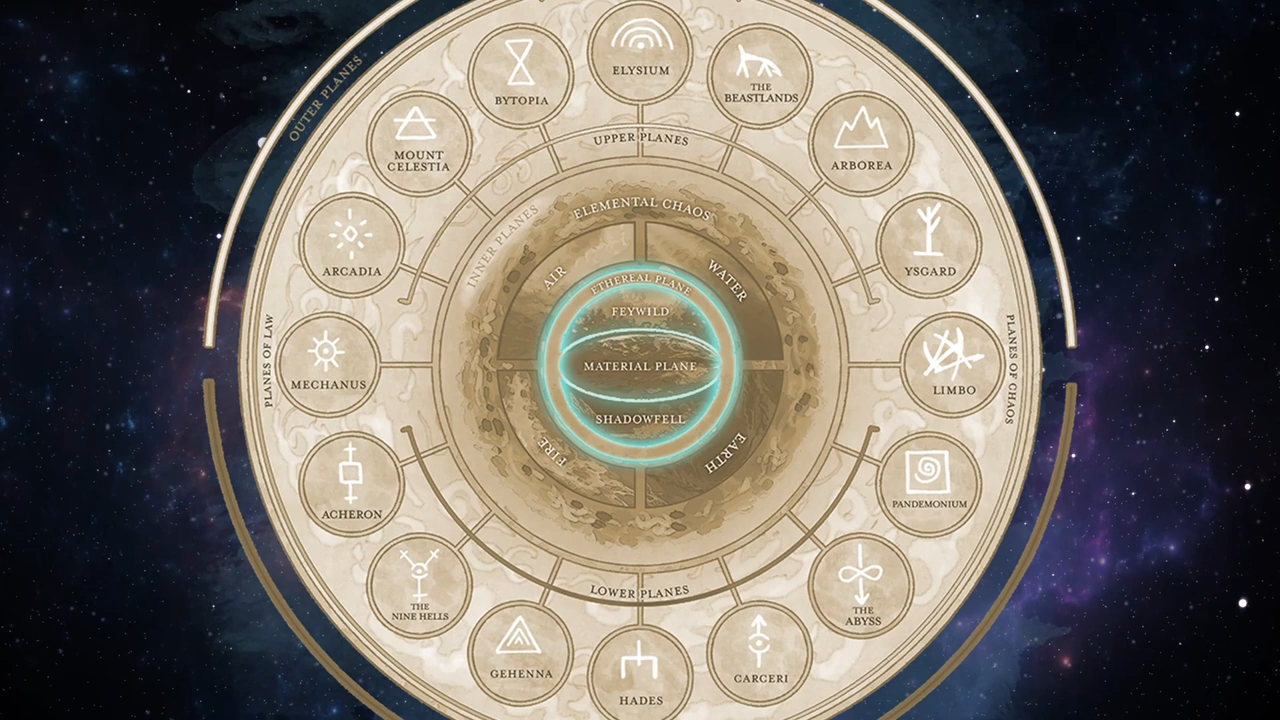 OUTER PLANES
ELYSIUM
BYTOPIA
THE
BEASTLANDS
MOUNT
CELESTIA
UPPER PLANES
ARBOREA
ARCADIA
INNER PLANES
ELEMENTAL CHAOS
YSGARD
AIR
WATER
ETHEREAL PLANE
FEYWILD
PLANES OF LAW
MECHANUS
MATERIAL PLANE
LIMBO
PLANES OF CHAOS
SHADOWFELL
FIRE
EARTH
ACHERON
PANDEMONIUM
THE
NINE HELLS
LOWER PLANES
THE
ABYSS
GEHENNA
HADES
CARCERI